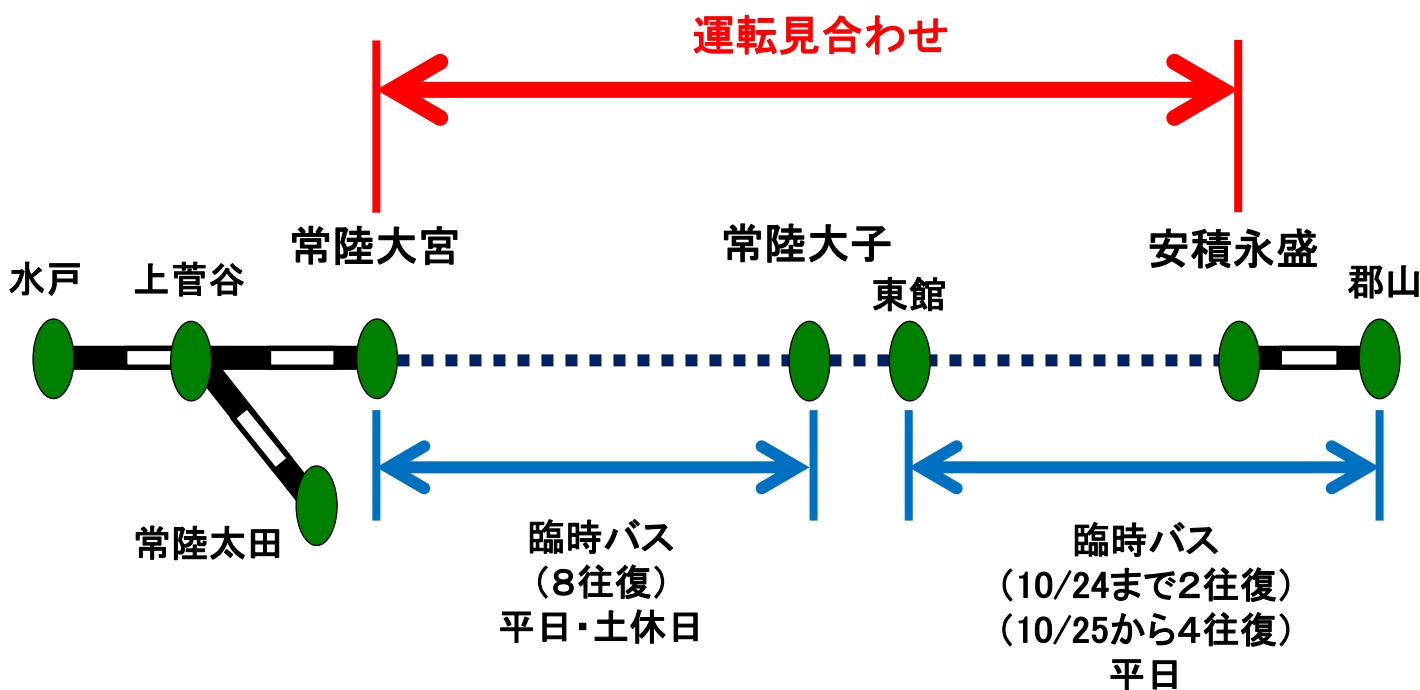 運転見合わせ
常陸大宮
常陸大子
安積永盛
水戸
上菅谷
東館
郡山
常陸太田
臨時バス
（８往復）
平日・土休日
臨時バス
（10/24まで２往復）
（10/25から４往復）
平日